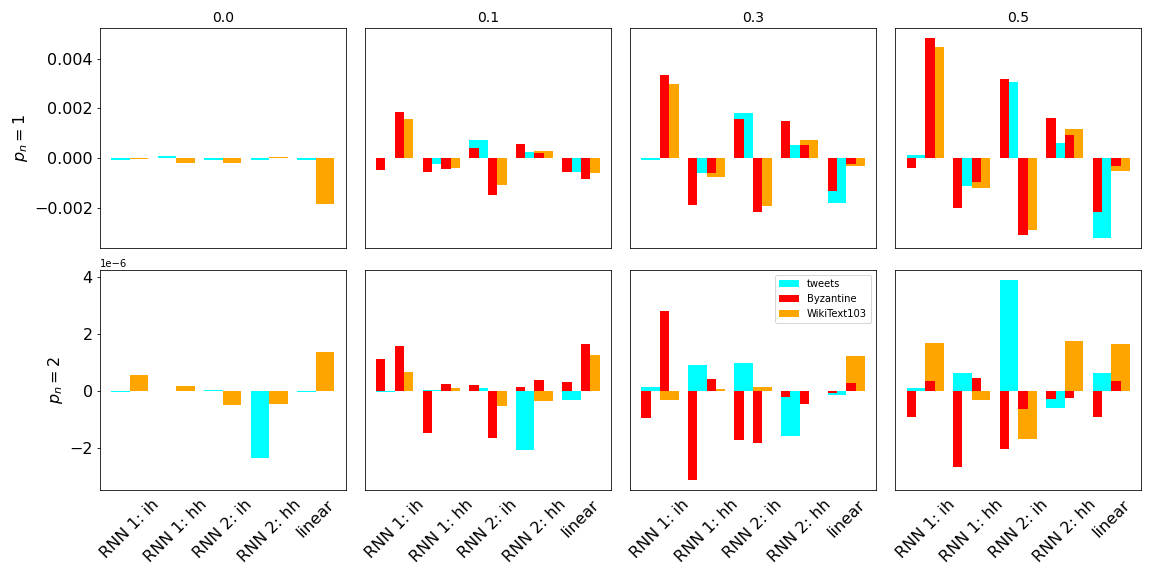 0.0 0.1 0.3 0.5
0.004
0.002
0.000
−0.002
pₙ = 1
1e−6
4
2
0
−2
pₙ = 2
tweets
Byzantine
WikiText103
RNN 1: ih RNN 1: hh RNN 2: ih RNN 2: hh linear RNN 1: ih RNN 1: hh RNN 2: ih RNN 2: hh linear RNN 1: ih RNN 1: hh RNN 2: ih RNN 2: hh linear RNN 1: ih RNN 1: hh RNN 2: ih RNN 2: hh linear